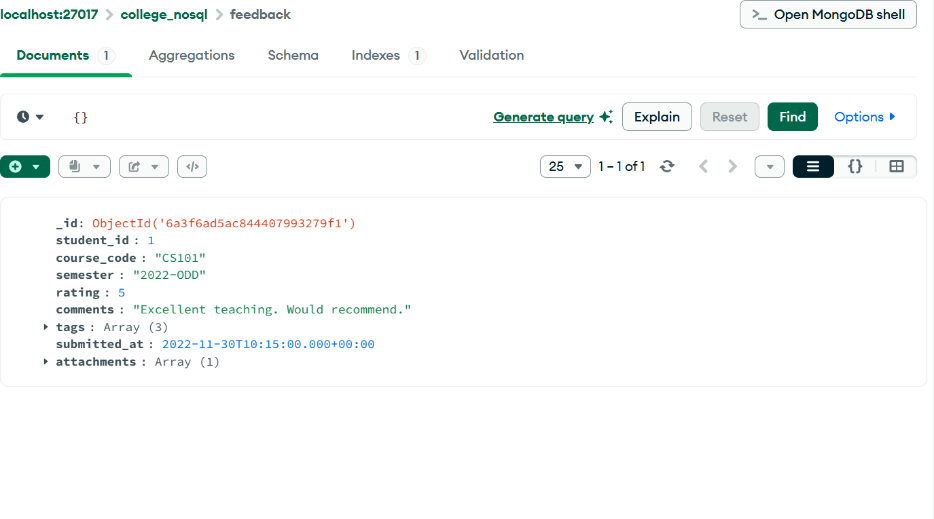 localhost:27017 > college_nosql > feedback
>_ Open MongoDB shell
Documents 1 Aggregations Schema Indexes 1 Validation
{} Generate query Explain Reset Find Options
25 1 – 1 of 1 {}
_id: ObjectId('6a3f6ad5ac844407993279f1')
student_id : 1
course_code : "CS101"
semester : "2022-ODD"
rating : 5
comments : "Excellent teaching. Would recommend."
tags : Array (3)
submitted_at : 2022-11-30T10:15:00.000+00:00
attachments : Array (1)